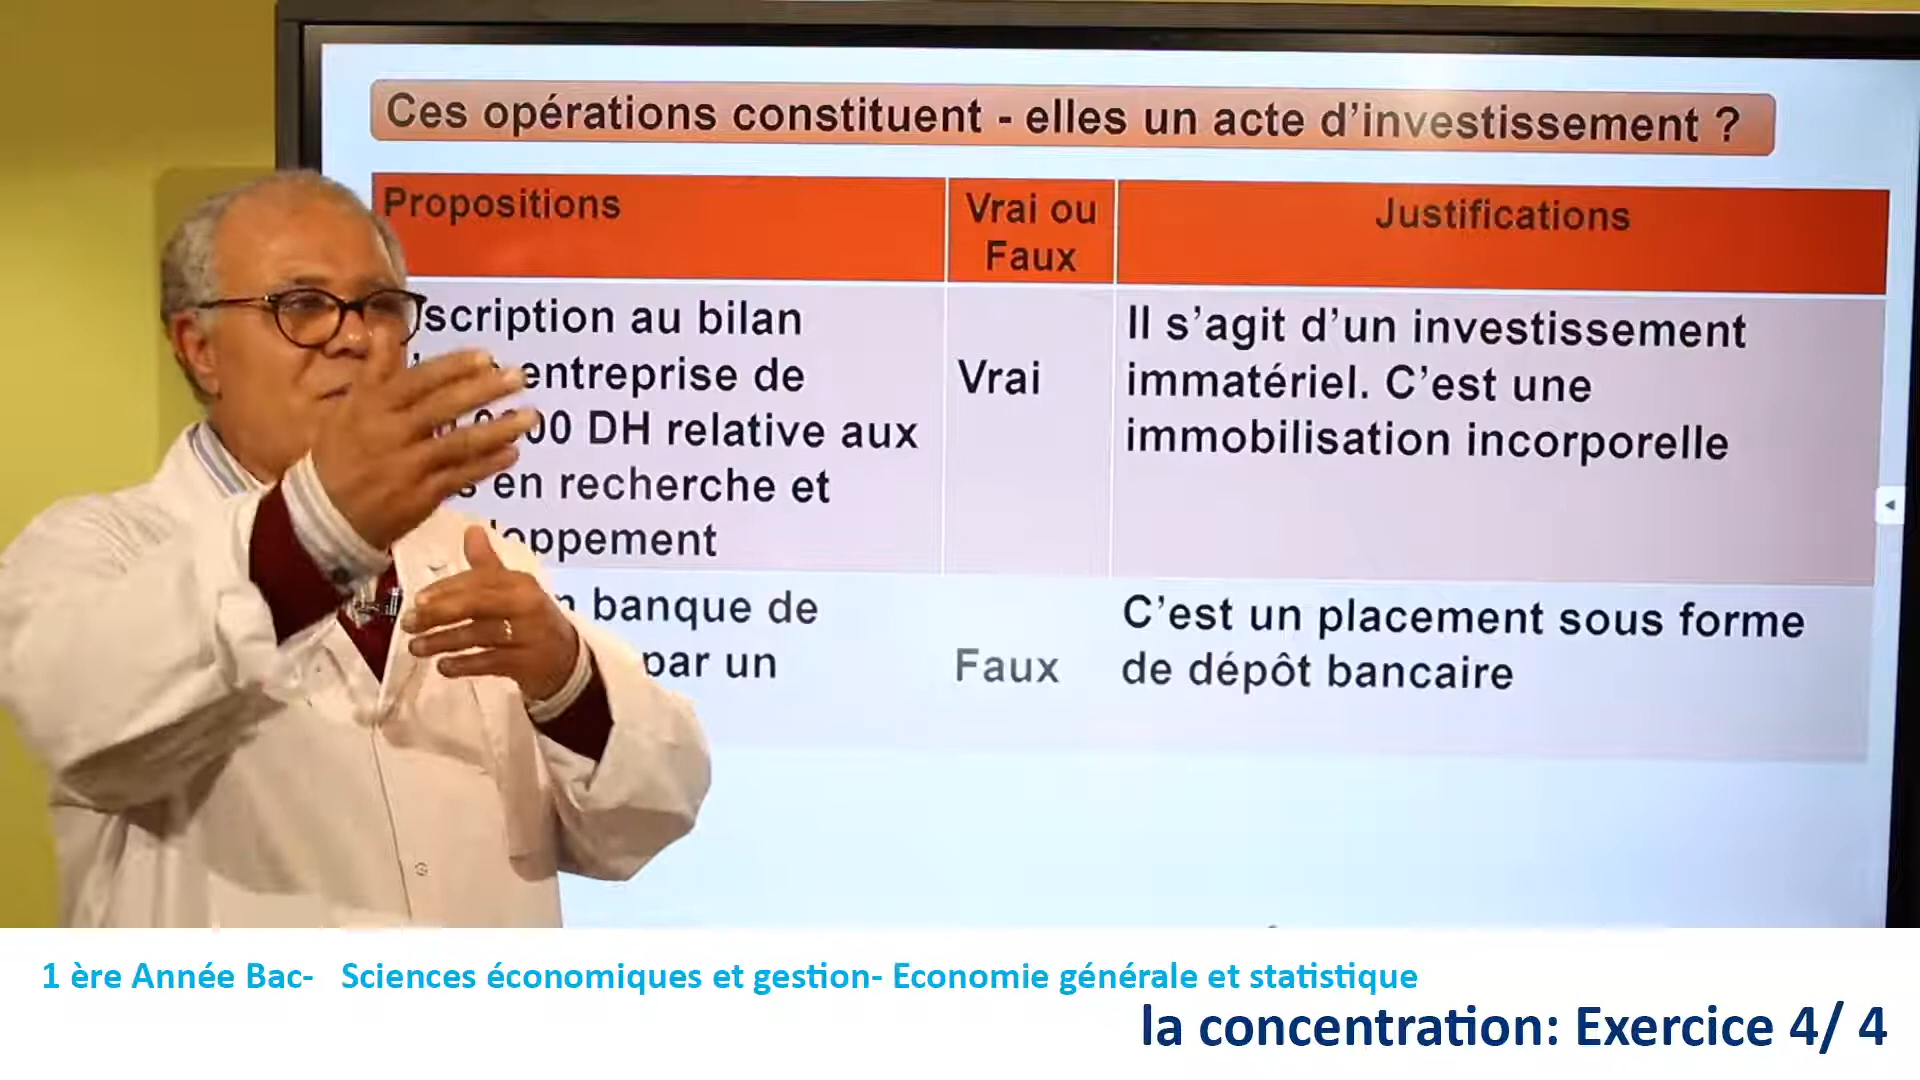 Ces opérations constituent - elles un acte d’investissement ?
Propositions
Vrai ou
Faux
Justifications
scription au bilan
entreprise de
00 DH relative aux
en recherche et
oppement
Vrai
Il s’agit d’un investissement
immatériel. C’est une
immobilisation incorporelle
banque de
par un
Faux
C’est un placement sous forme
de dépôt bancaire
1 ère Année Bac- Sciences économiques et gestion- Economie générale et statistique
la concentration: Exercice 4/ 4